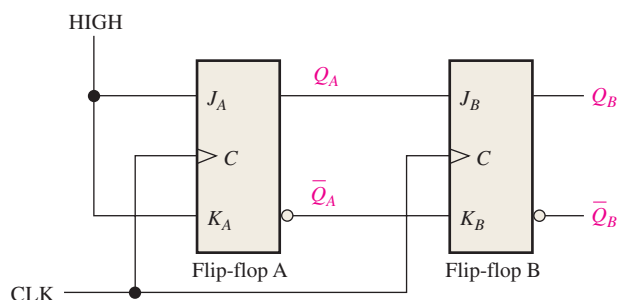 HIGH
Q_A
Q_B
J_A
J_B
C
C
Q̅_A
Q̅_B
K_A
K_B
Flip-flop A
Flip-flop B
CLK